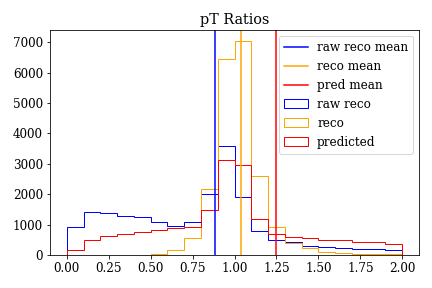 pT Ratios
7000
6000
5000
4000
3000
2000
1000
0
0.00 0.25 0.50 0.75 1.00 1.25 1.50 1.75 2.00
raw reco mean
reco mean
pred mean
raw reco
reco
predicted